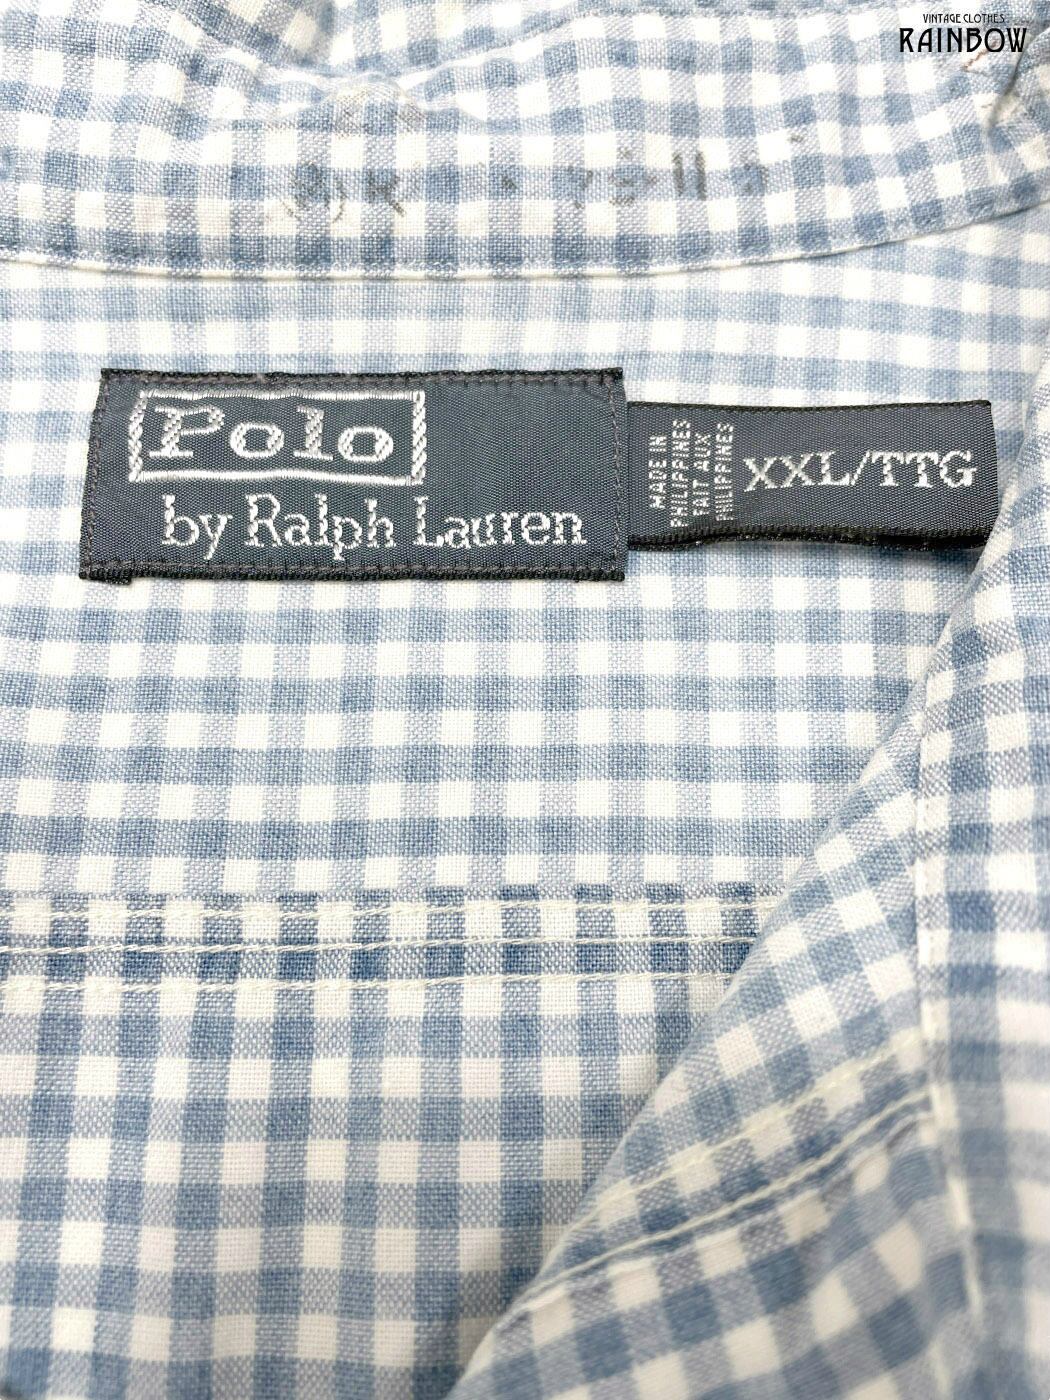 VINTAGE CLOTHES
RAINBOW
Polo
by Ralph Lauren
MADE IN
PHILIPPINES
FAIT AUX
PHILIPPINES
XXL/TTG